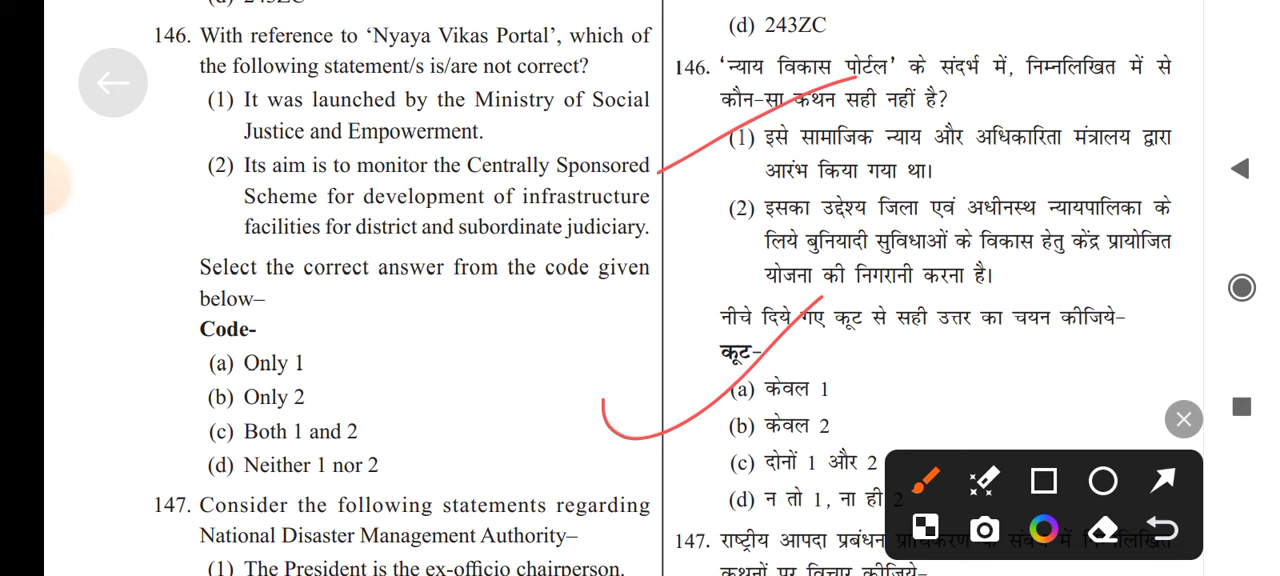 (d) 243ZC
146. With reference to ‘Nyaya Vikas Portal’, which of
the following statement/s is/are not correct?
(1) It was launched by the Ministry of Social
Justice and Empowerment.
(2) Its aim is to monitor the Centrally Sponsored
Scheme for development of infrastructure
facilities for district and subordinate judiciary.
Select the correct answer from the code given
below–
Code-
(a) Only 1
(b) Only 2
(c) Both 1 and 2
(d) Neither 1 nor 2
147. Consider the following statements regarding
National Disaster Management Authority–
(1) The President is the ex-officio chairperson.
(d) 243ZC
146. ‘न्याय विकास पोर्टल’ के संदर्भ में, निम्नलिखित में से
कौन-सा कथन सही नहीं है?
(1) इसे सामाजिक न्याय और अधिकारिता मंत्रालय द्वारा
आरंभ किया गया था।
(2) इसका उद्देश्य जिला एवं अधीनस्थ न्यायपालिका के
लिये बुनियादी सुविधाओं के विकास हेतु केंद्र प्रायोजित
योजना की निगरानी करना है।
नीचे दिये गए कूट से सही उत्तर का चयन कीजिये–
कूट-
(a) केवल 1
(b) केवल 2
(c) दोनों 1 और 2
(d) न तो 1, ना ही 2
147. राष्ट्रीय आपदा प्रबंधन प्राधिकरण के संबंध में निम्नलिखित
कथनों पर विचार कीजिये–